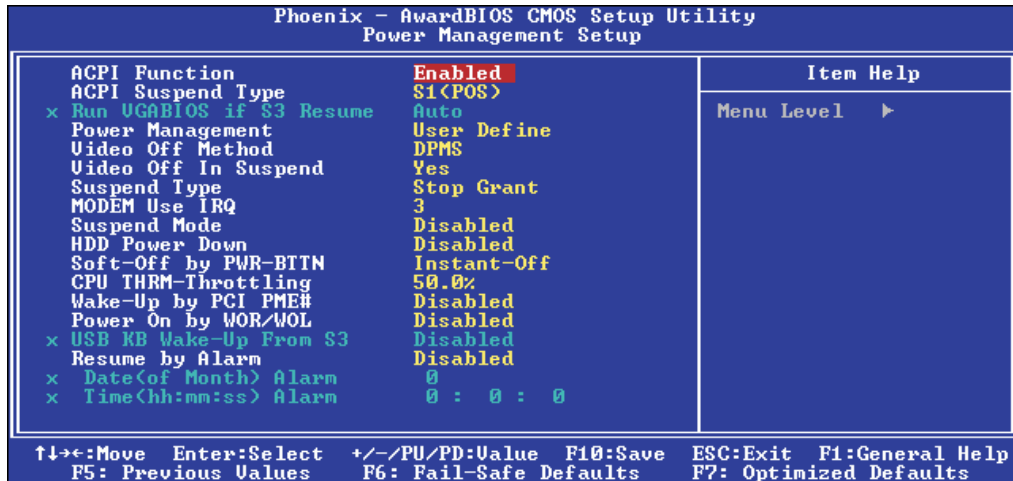 Phoenix - AwardBIOS CMOS Setup Utility
Power Management Setup
ACPI Function Enabled
ACPI Suspend Type S1(POS)
x Run VGABIOS if S3 Resume Auto
Power Management User Define
Video Off Method DPMS
Video Off In Suspend Yes
Suspend Type Stop Grant
MODEM Use IRQ 3
Suspend Mode Disabled
HDD Power Down Disabled
Soft-Off by PWR-BTTN Instant-Off
CPU THRM-Throttling 50.0%
Wake-Up by PCI PME# Disabled
Power On by WOR/WOL Disabled
x USB KB Wake-Up From S3 Disabled
Resume by Alarm Disabled
x Date(of Month) Alarm 0
x Time(hh:mm:ss) Alarm 0 : 0 : 0
Item Help
Menu Level ►
↑↓→←:Move Enter:Select +/-/PU/PD:Value F10:Save ESC:Exit F1:General Help
F5: Previous Values F6: Fail-Safe Defaults F7: Optimized Defaults